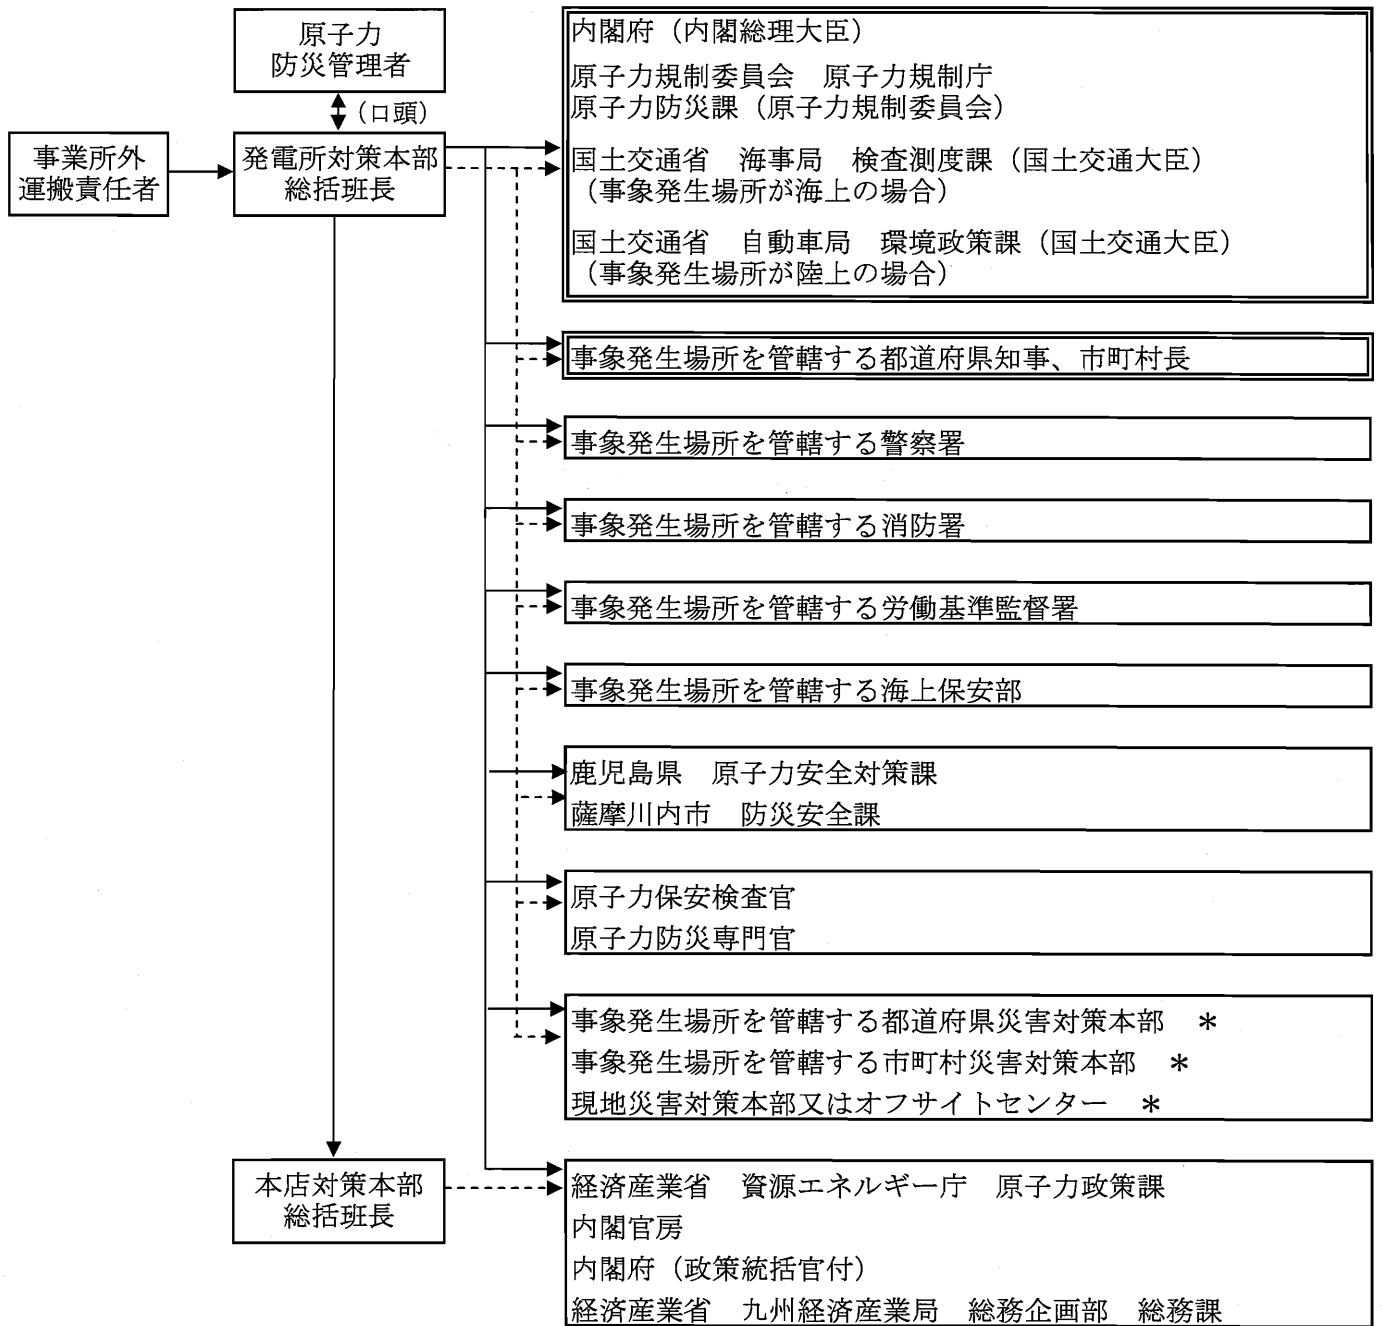 原子力
防災管理者
(口頭)
事業所外
運搬責任者
発電所対策本部
総括班長
内閣府（内閣総理大臣）
原子力規制委員会　原子力規制庁
原子力防災課（原子力規制委員会）
国土交通省　海事局　検査測度課（国土交通大臣）
（事象発生場所が海上の場合）
国土交通省　自動車局　環境政策課（国土交通大臣）
（事象発生場所が陸上の場合）
事象発生場所を管轄する都道府県知事、市町村長
事象発生場所を管轄する警察署
事象発生場所を管轄する消防署
事象発生場所を管轄する労働基準監督署
事象発生場所を管轄する海上保安部
鹿児島県　原子力安全対策課
薩摩川内市　防災安全課
原子力保安検査官
原子力防災専門官
事象発生場所を管轄する都道府県災害対策本部　＊
事象発生場所を管轄する市町村災害対策本部　＊
現地災害対策本部又はオフサイトセンター　＊
本店対策本部
総括班長
経済産業省　資源エネルギー庁　原子力政策課
内閣官房
内閣府（政策統括官付）
経済産業省　九州経済産業局　総務企画部　総務課